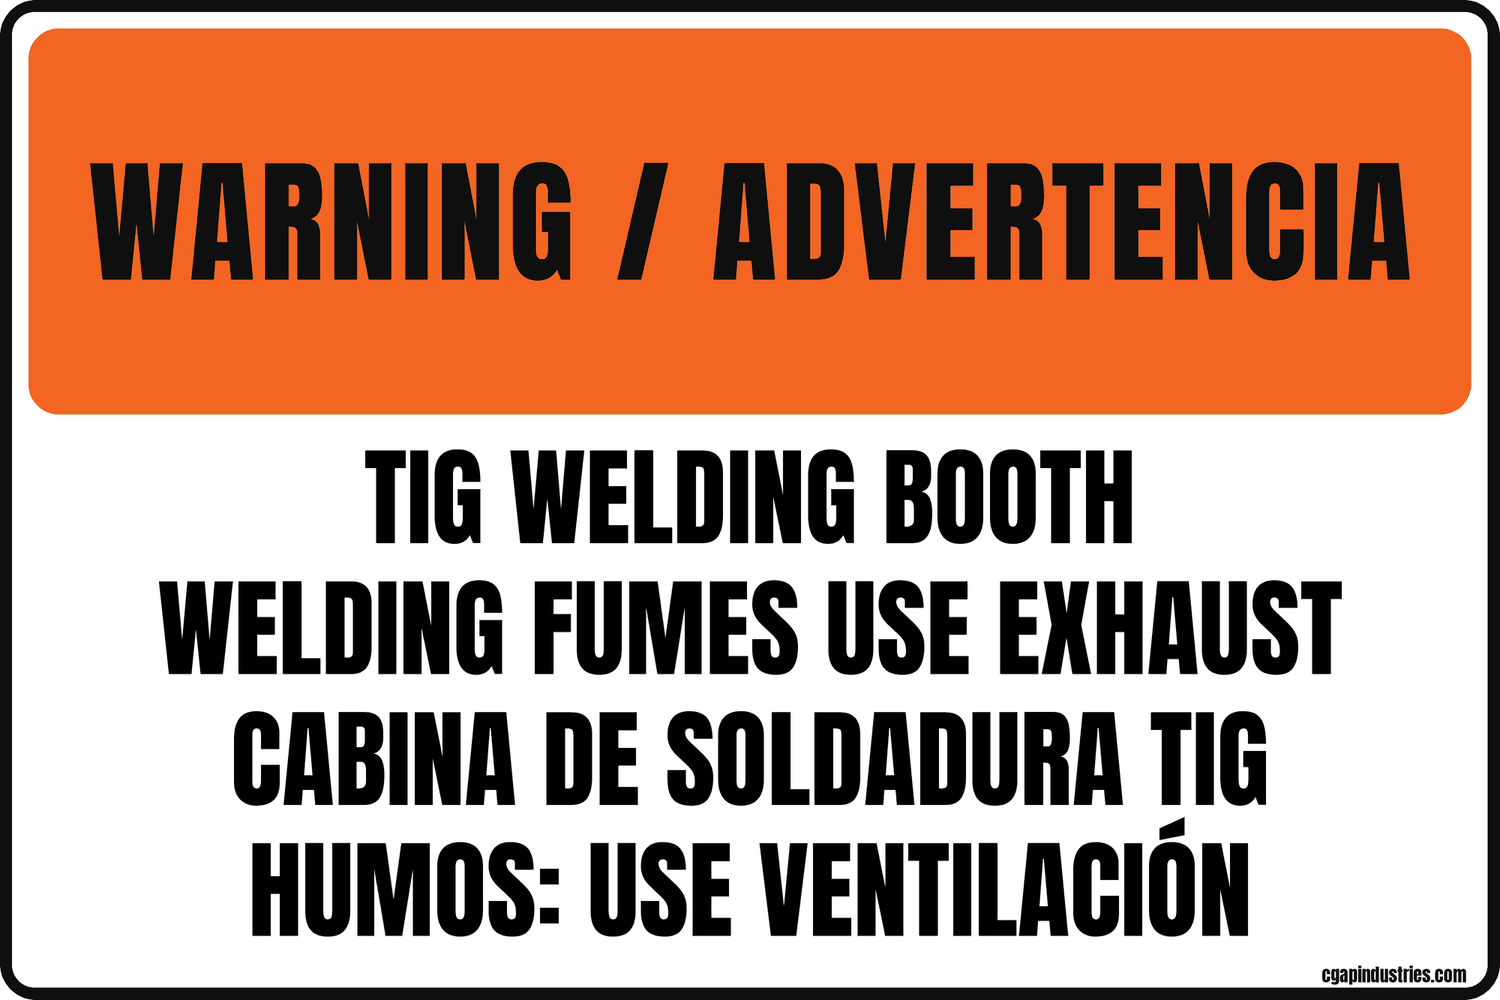 WARNING / ADVERTENCIA
TIG WELDING BOOTH
WELDING FUMES USE EXHAUST
CABINA DE SOLDADURA TIG
HUMOS: USE VENTILACIÓN
cgapindustries.com